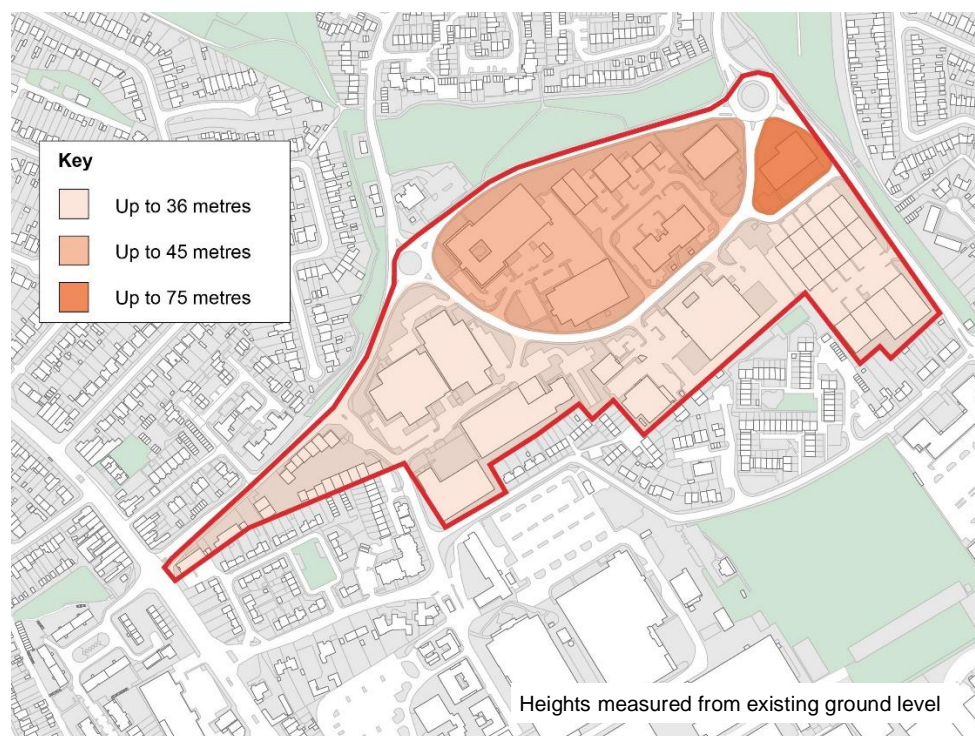 Key
Up to 36 metres
Up to 45 metres
Up to 75 metres
Heights measured from existing ground level